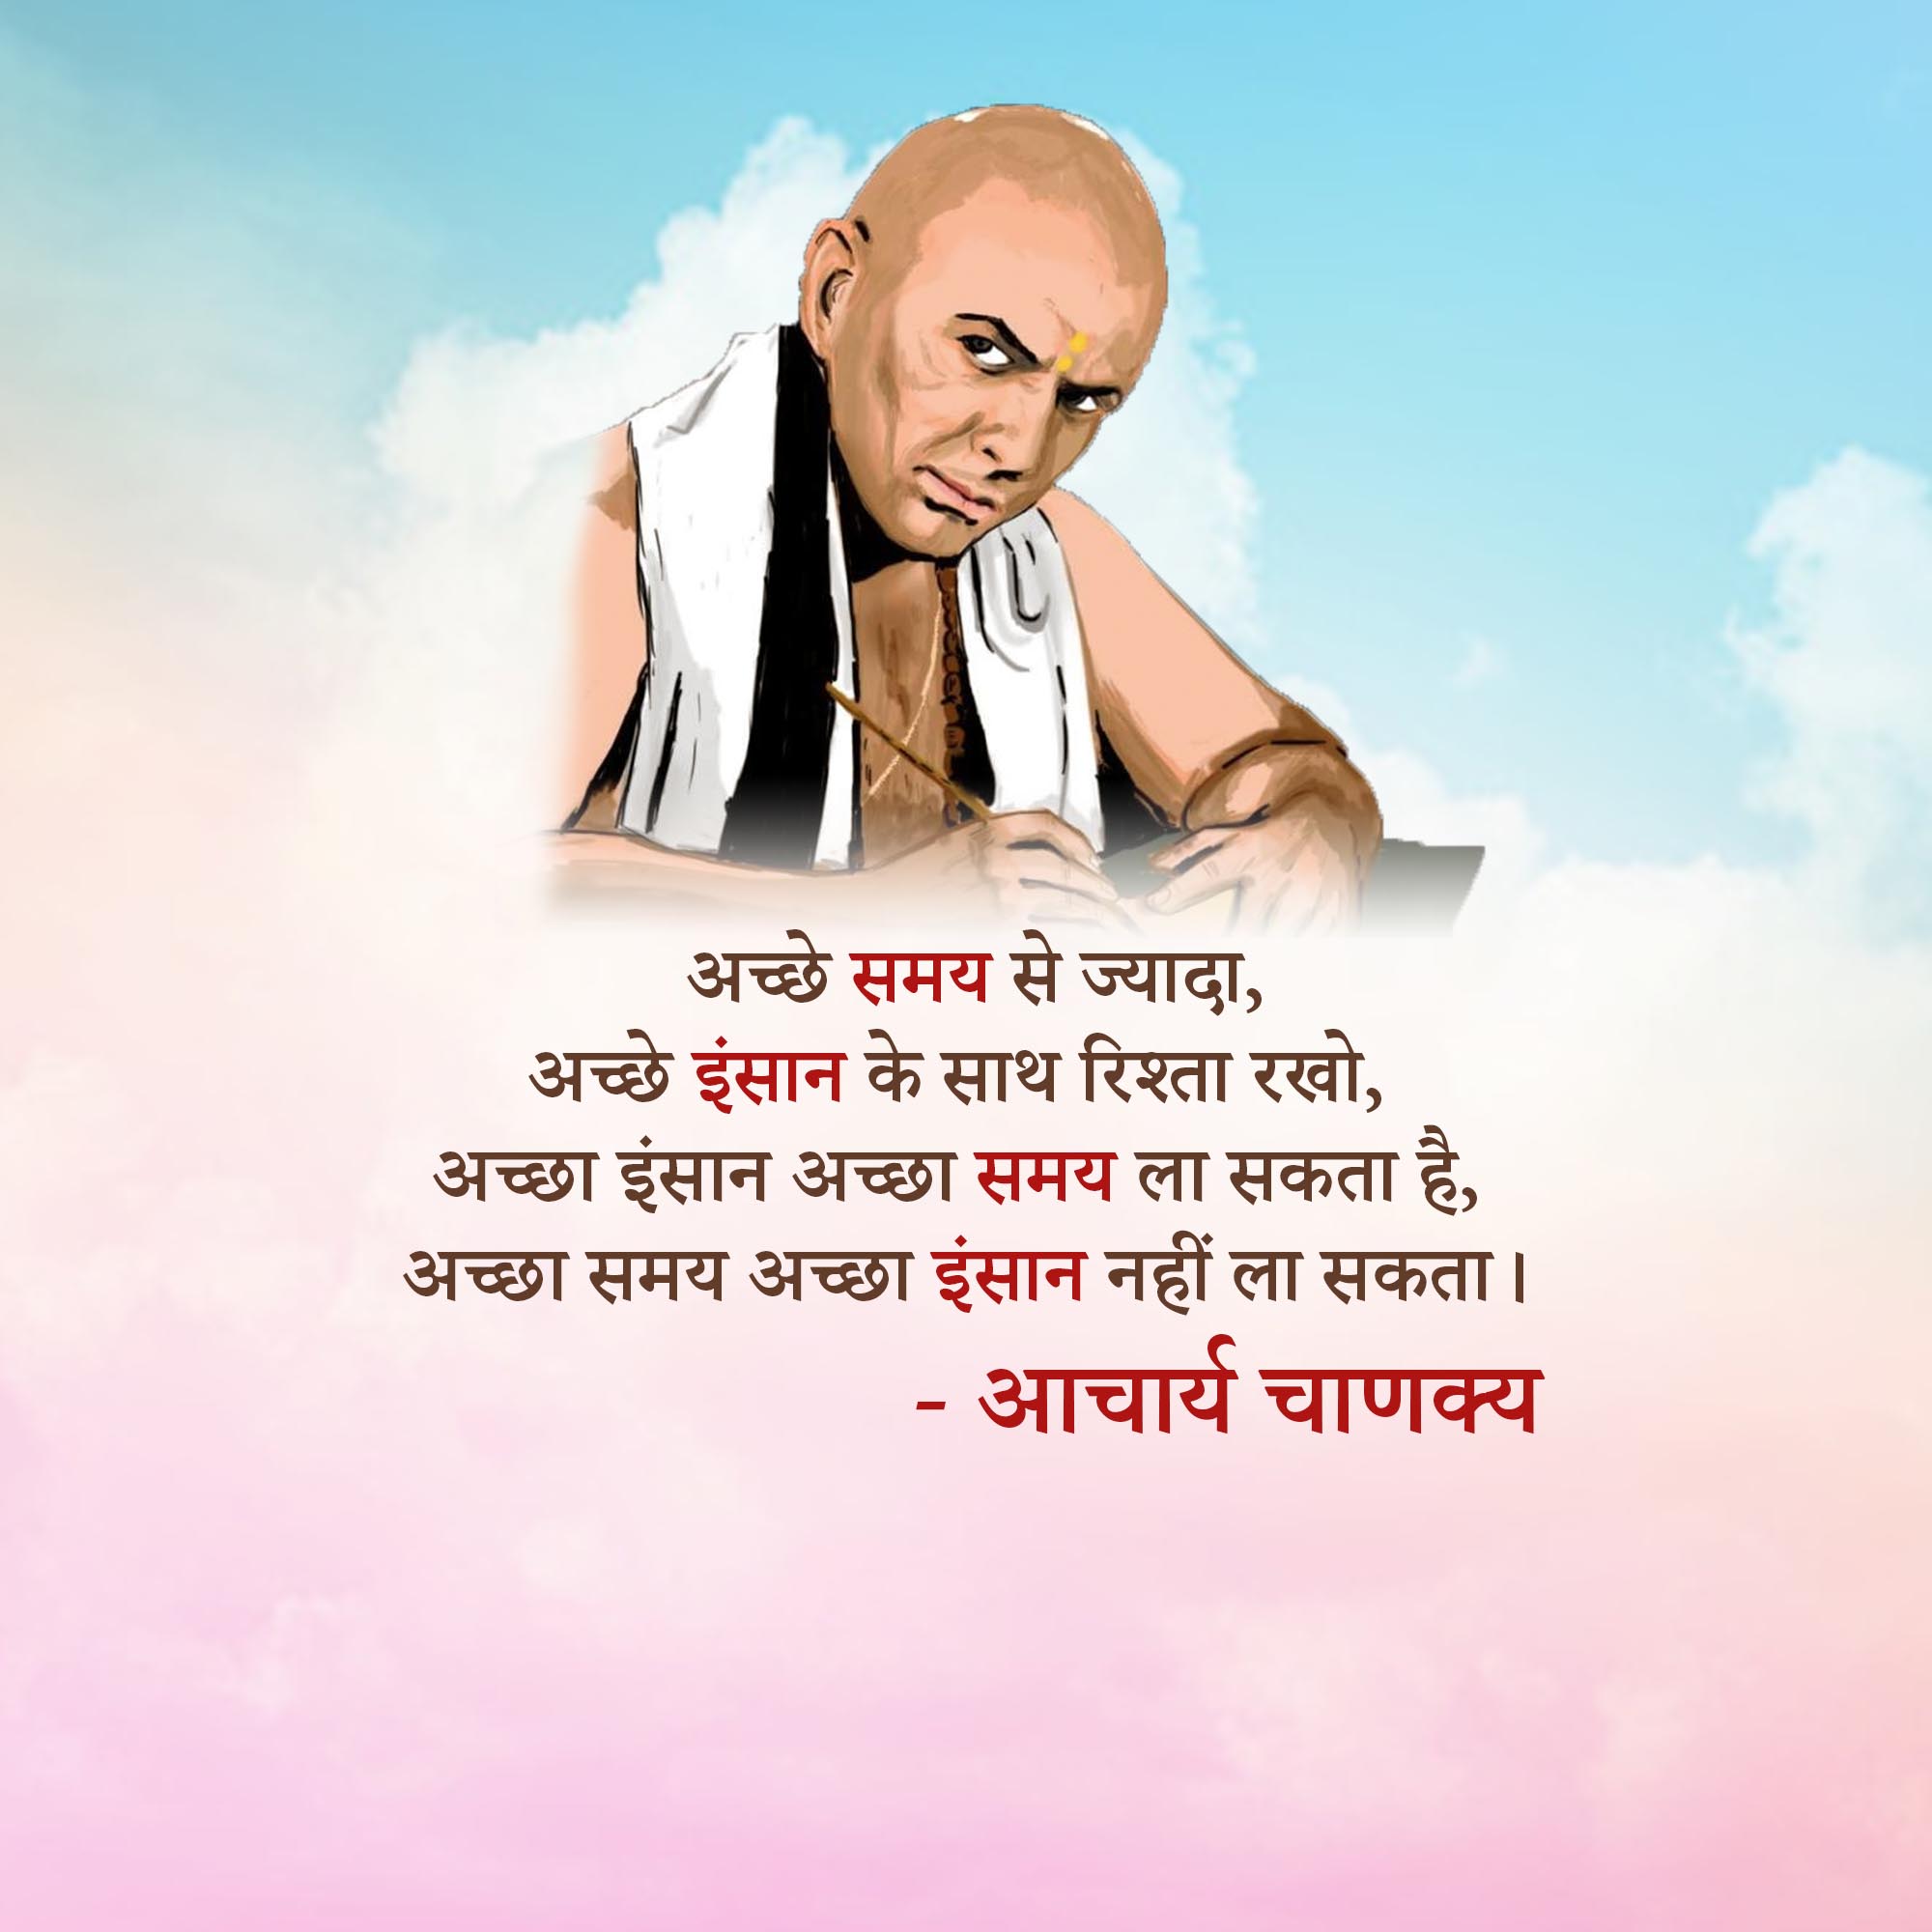 अच्छे समय से ज्यादा,
अच्छे इंसान के साथ रिश्ता रखो,
अच्छा इंसान अच्छा समय ला सकता है,
अच्छा समय अच्छा इंसान नहीं ला सकता।
- आचार्य चाणक्य